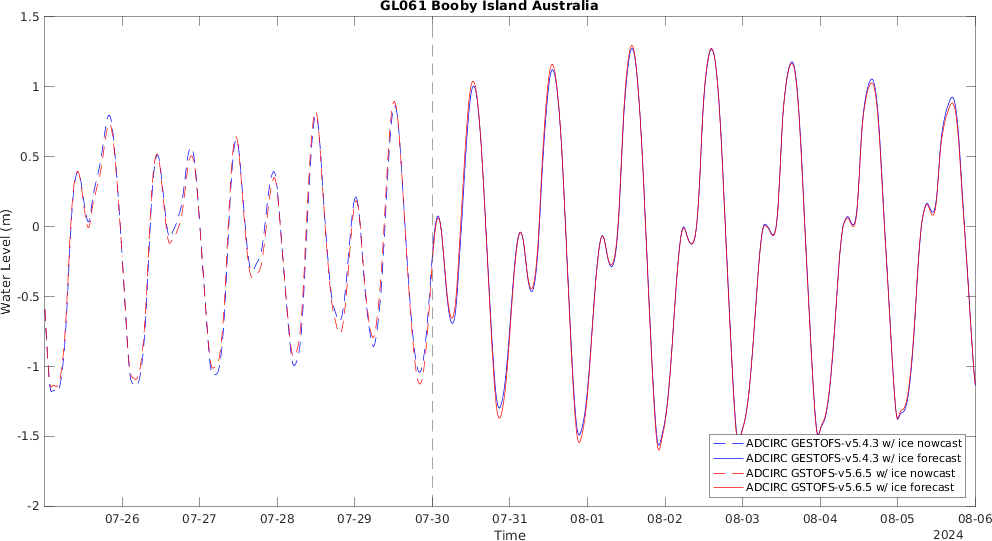 GL061 Booby Island Australia
Water Level (m)
1.5
1
0.5
0
-0.5
-1
-1.5
-2
ADCIRC GESTOFS-v5.4.3 w/ ice nowcast
ADCIRC GESTOFS-v5.4.3 w/ ice forecast
ADCIRC GSTOFS-v5.6.5 w/ ice nowcast
ADCIRC GSTOFS-v5.6.5 w/ ice forecast
07-26 07-27 07-28 07-29 07-30 07-31 08-01 08-02 08-03 08-04 08-05 08-06
Time
2024